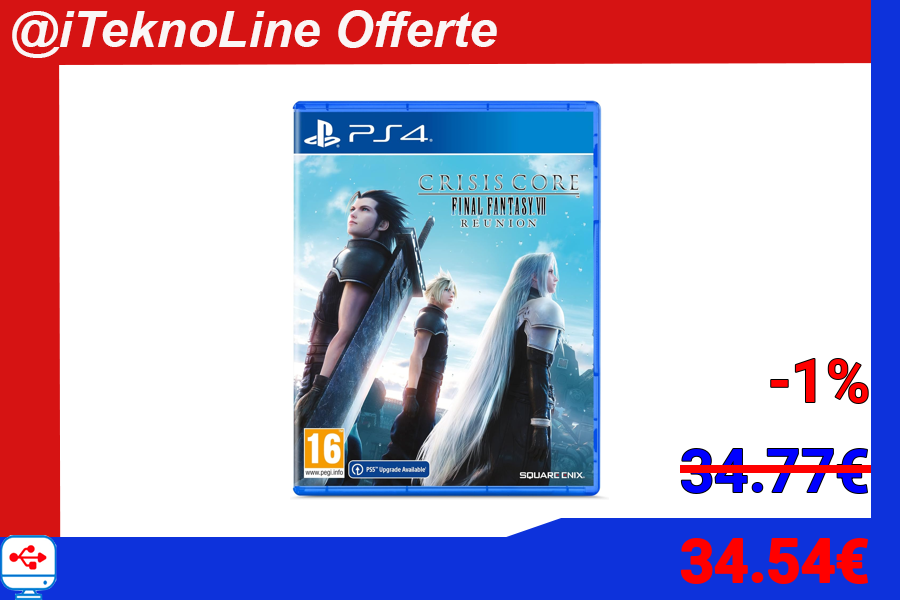 @iTeknoLine Offerte
PS4
CRISIS CORE
FINAL FANTASY VII
REUNION
-1%
34.77€
16
www.pegi.info
PS5 Upgrade Available
SQUARE ENIX
34.54€